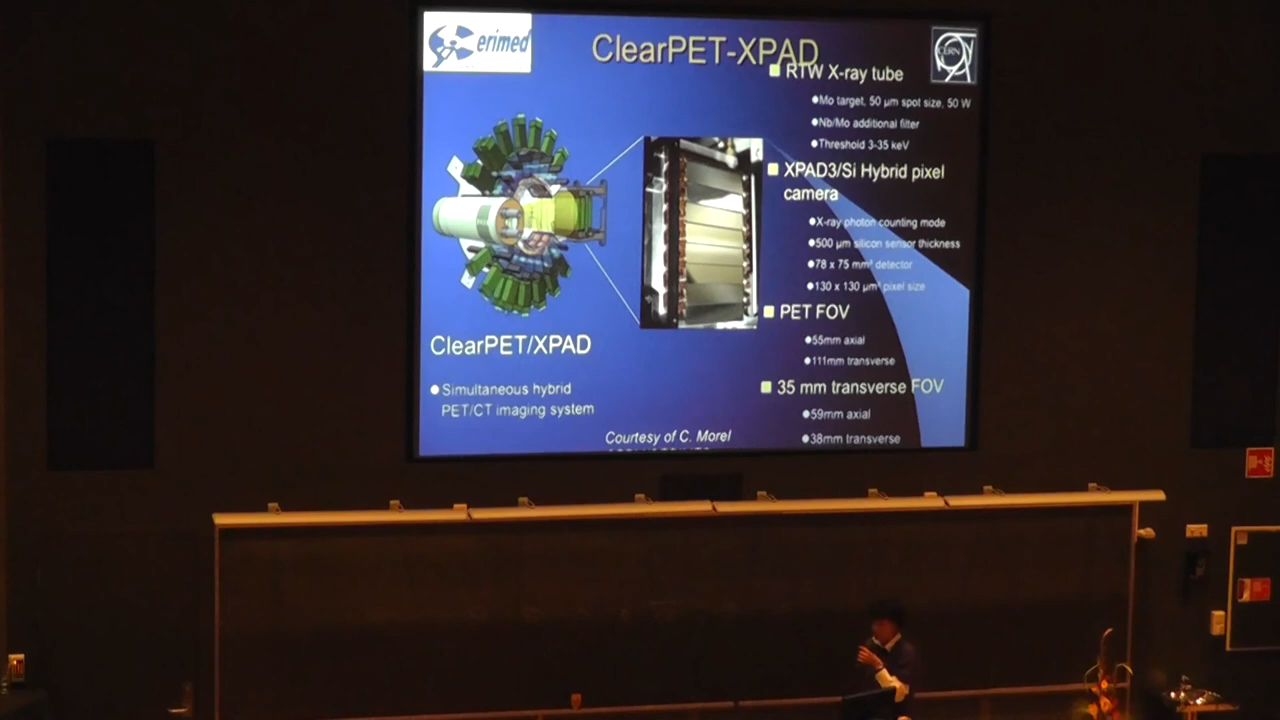 erimed
ClearPET-XPAD
CERN
RTW X-ray tube
Mo target, 50 µm spot size, 50 W
Nb/Mo additional filter
Threshold 3-35 keV
XPAD3/Si Hybrid pixel
camera
X-ray photon counting mode
500 µm silicon sensor thickness
78 x 75 mm² detector
130 x 130 µm² pixel size
PET FOV
55mm axial
111mm transverse
35 mm transverse FOV
59mm axial
38mm transverse
ClearPET/XPAD
Simultaneous hybrid
PET/CT imaging system
Courtesy of C. Morel